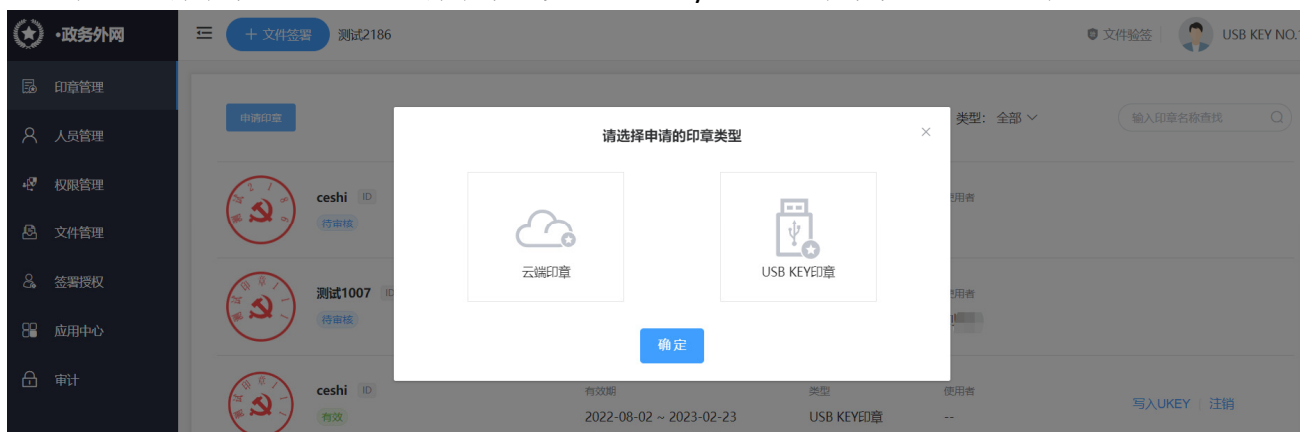 ·政务外网
+ 文件签署
测试2186
文件验签
USB KEY NO.
印章管理
人员管理
权限管理
文件管理
签署授权
应用中心
审计
申请印章
类型: 全部
输入印章名称查找
请选择申请的印章类型
云端印章
USB KEY印章
确定
ceshi ID
待审核
使用者
测试1007
待审核
使用者
ceshi ID
有效
有效期
2022-08-02 ~ 2023-02-23
类型
USB KEY印章
使用者
--
写入UKEY
注销